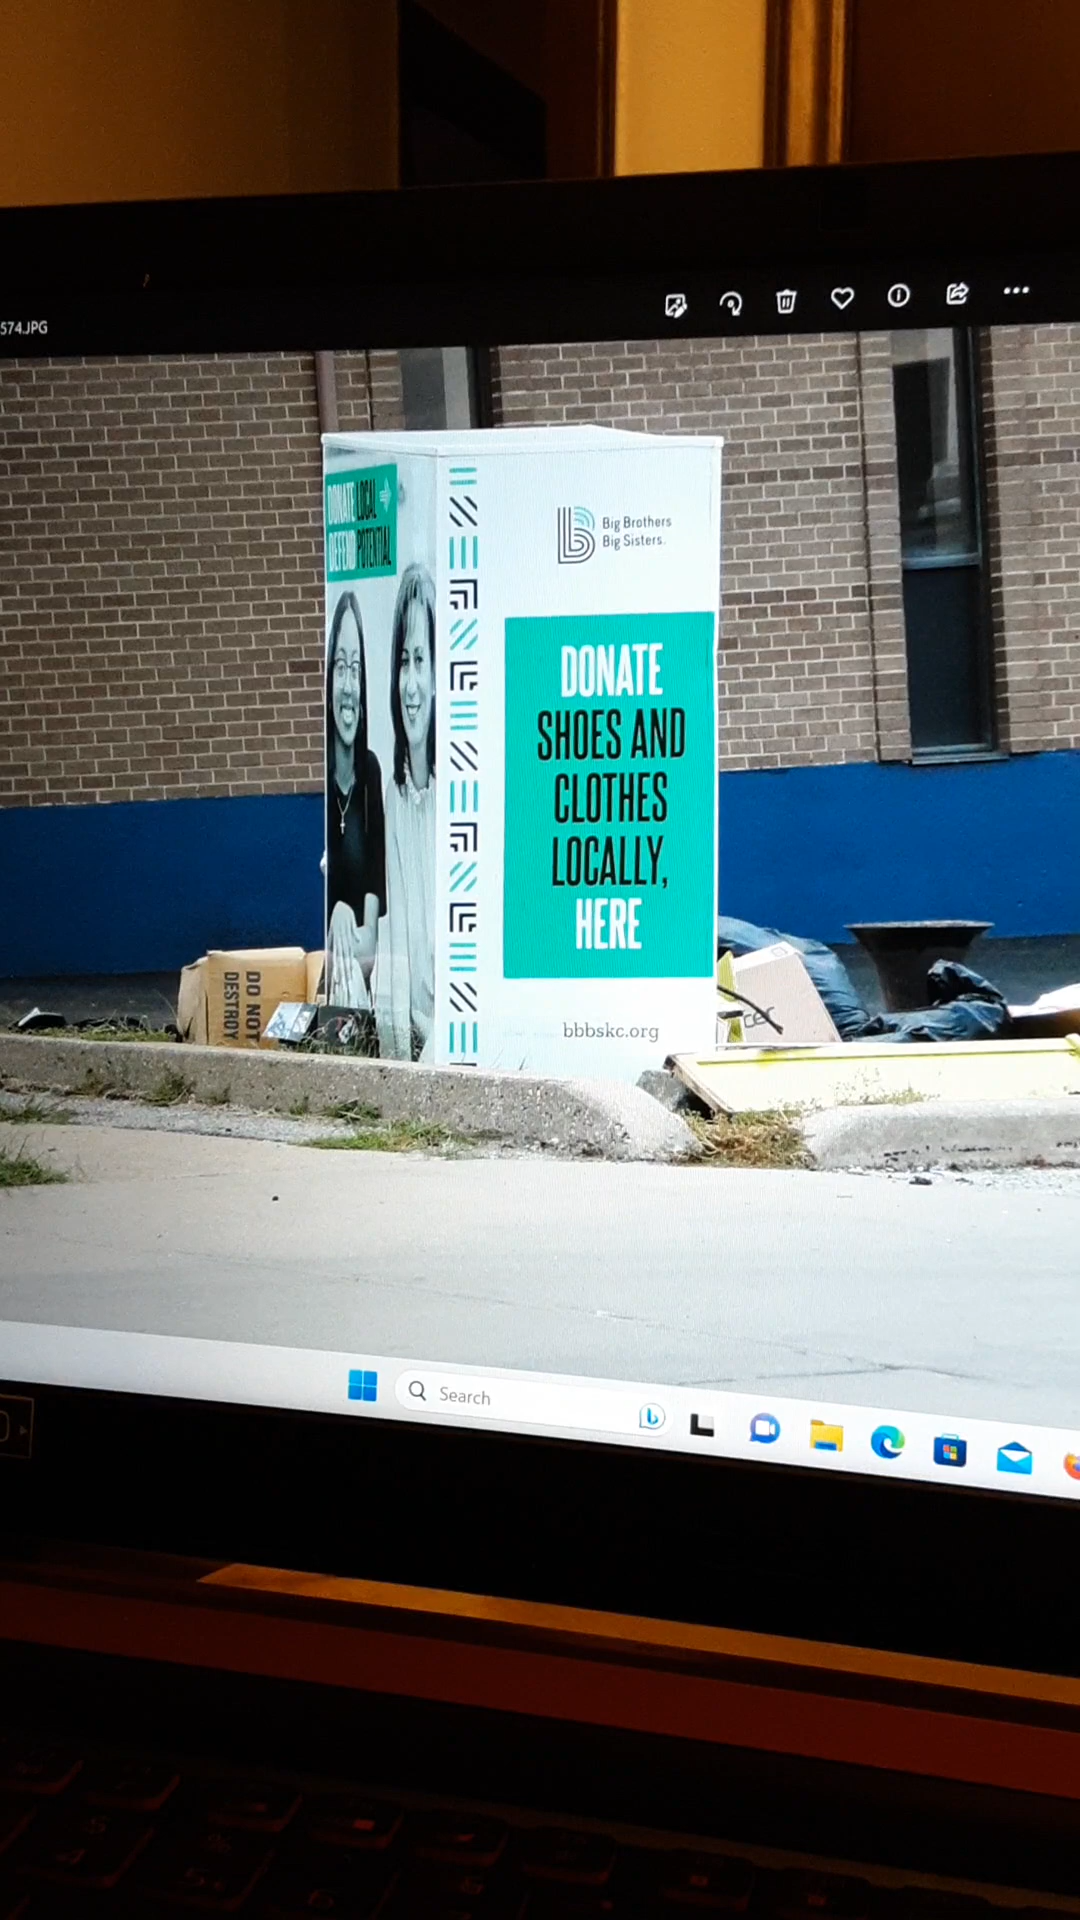 574.JPG
DONATE LOCAL
DEFEND POTENTIAL
Big Brothers
Big Sisters.
DONATE
SHOES AND
CLOTHES
LOCALLY,
HERE
DO NOT
DESTROY
bbbskc.org
cer
Search